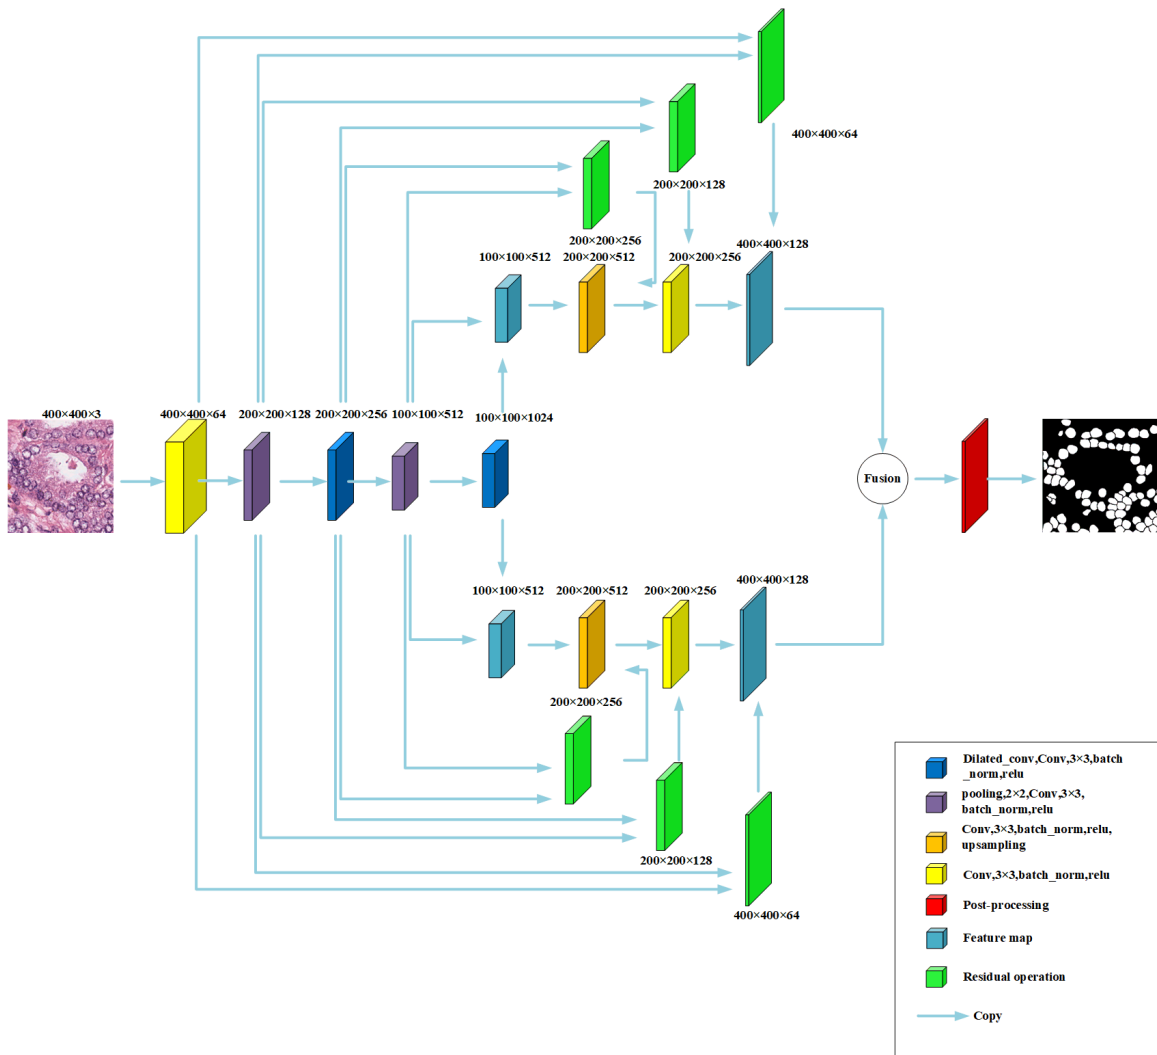 400×400×64
200×200×128
200×200×256
400×400×128
100×100×512
200×200×512
200×200×256
400×400×3
400×400×64
200×200×128
200×200×256
100×100×512
100×100×1024
Fusion
100×100×512
200×200×512
200×200×256
400×400×128
200×200×256
200×200×128
400×400×64
Dilated_conv,Conv,3×3,batch
_norm,relu
pooling,2×2,Conv,3×3,
batch_norm,relu
Conv,3×3,batch_norm,relu,
upsampling
Conv,3×3,batch_norm,relu
Post-processing
Feature map
Residual operation
Copy